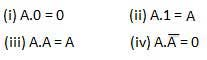 (i) A.0 = 0 (ii) A.1 = A
(iii) A.A = A (iv) A.A̅ = 0